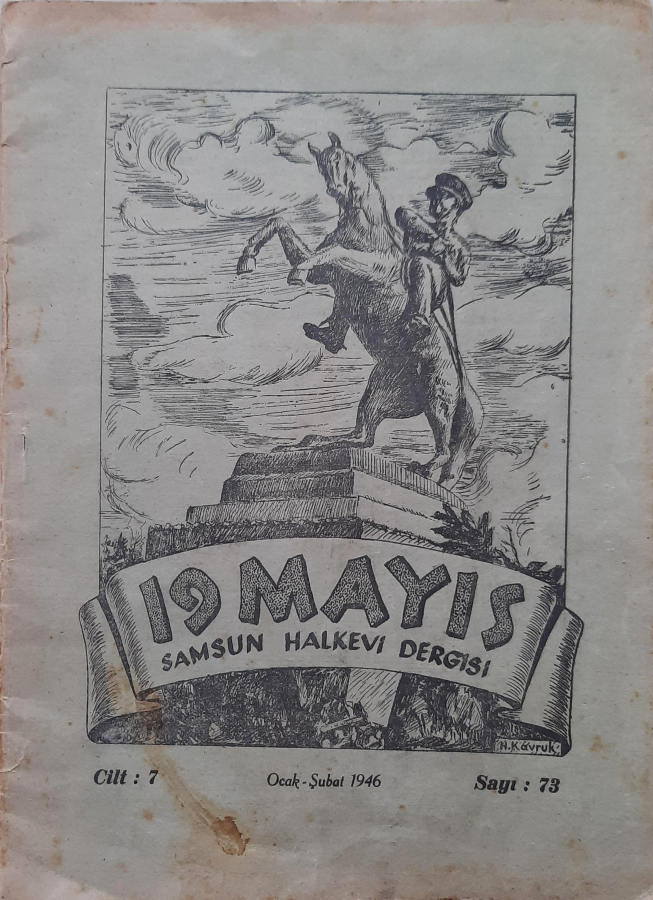 19 MAYIS
SAMSUN HALKEVİ DERGİSİ
H. Kavruk
Cilt : 7 Ocak - Şubat 1946 Sayı : 73